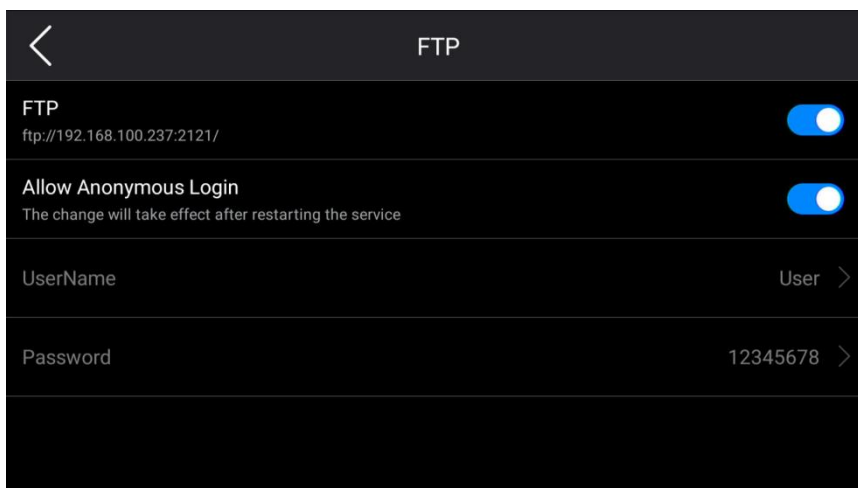 FTP
FTP
ftp://192.168.100.237:2121/
Allow Anonymous Login
The change will take effect after restarting the service
UserName User
Password 12345678